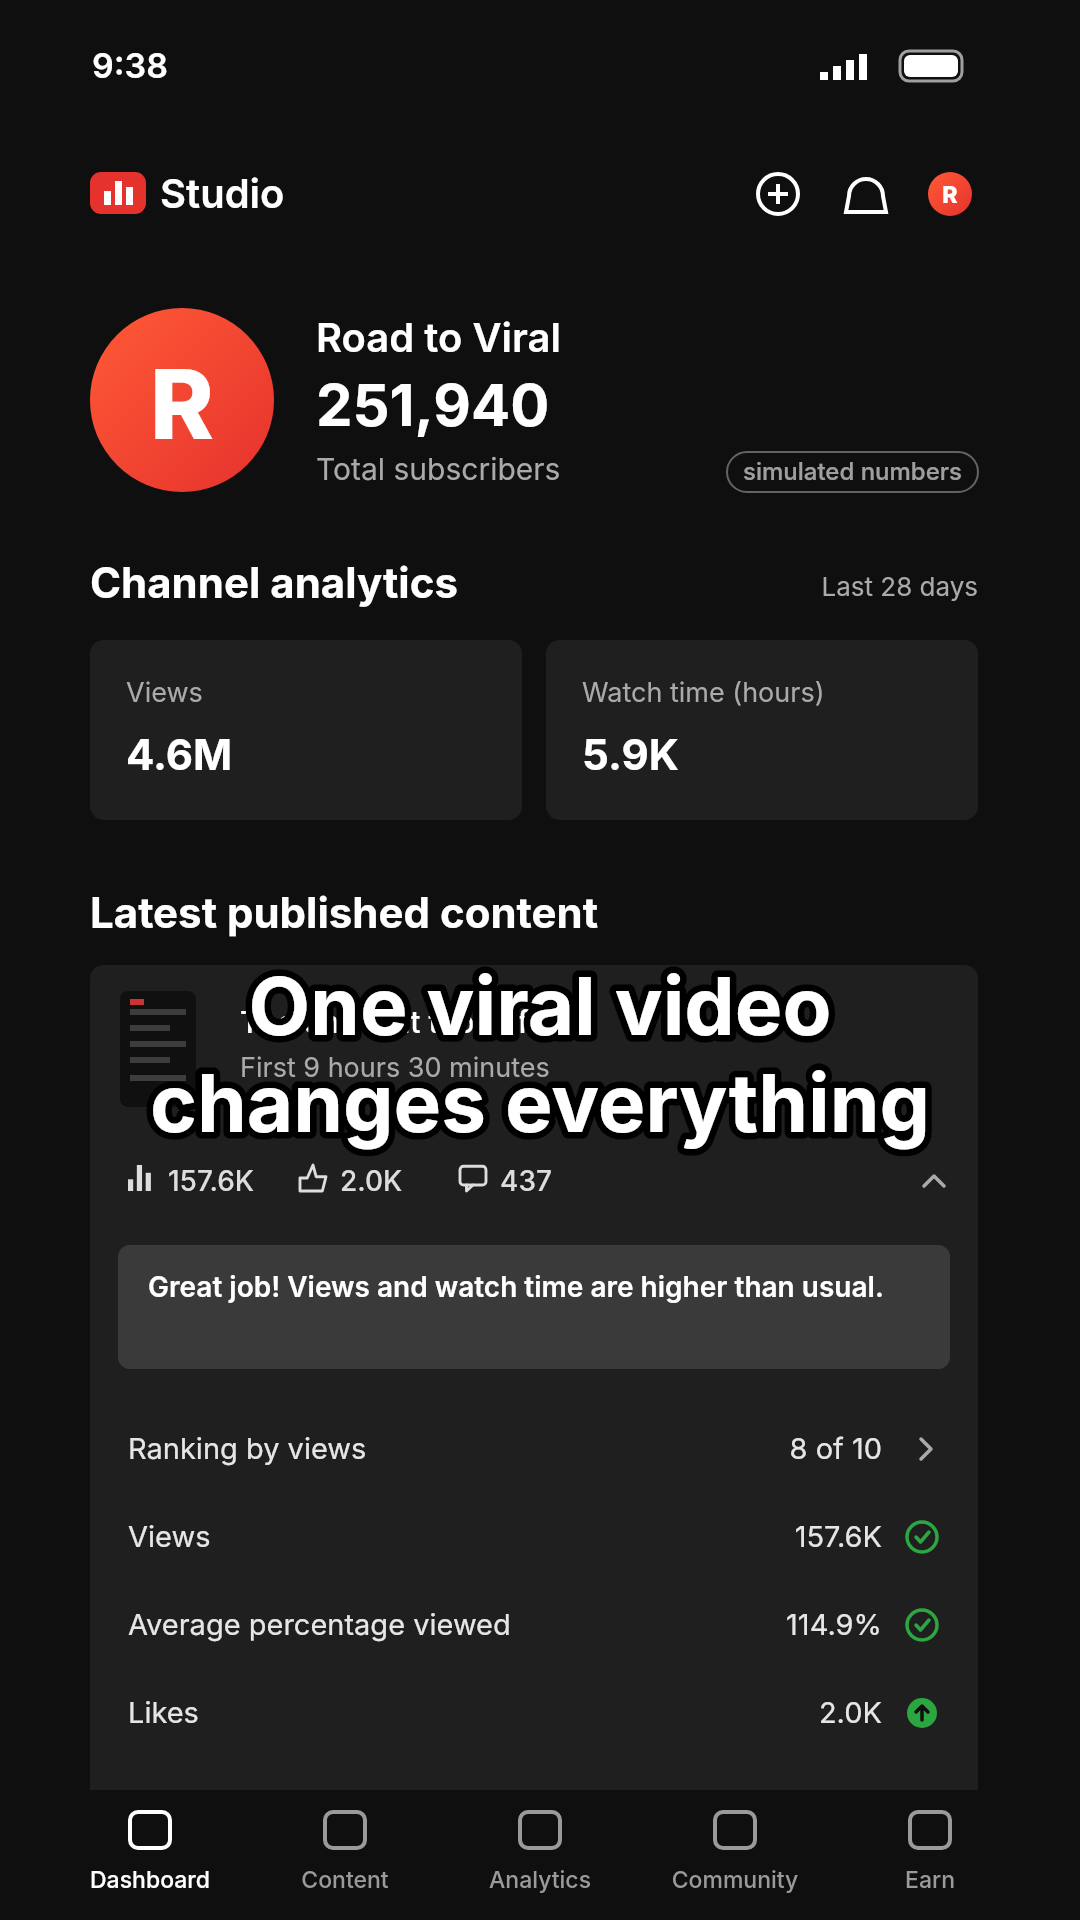 9:38
Studio
R
R
Road to Viral
251,940
Total subscribers
simulated numbers
Channel analytics
Last 28 days
Views
4.6M
Watch time (hours)
5.9K
Latest published content
One viral video
First 9 hours 30 minutes
changes everything
157.6K
2.0K
437
Great job! Views and watch time are higher than usual.
Ranking by views
8 of 10
Views
157.6K
Average percentage viewed
114.9%
Likes
2.0K
Dashboard
Content
Analytics
Community
Earn